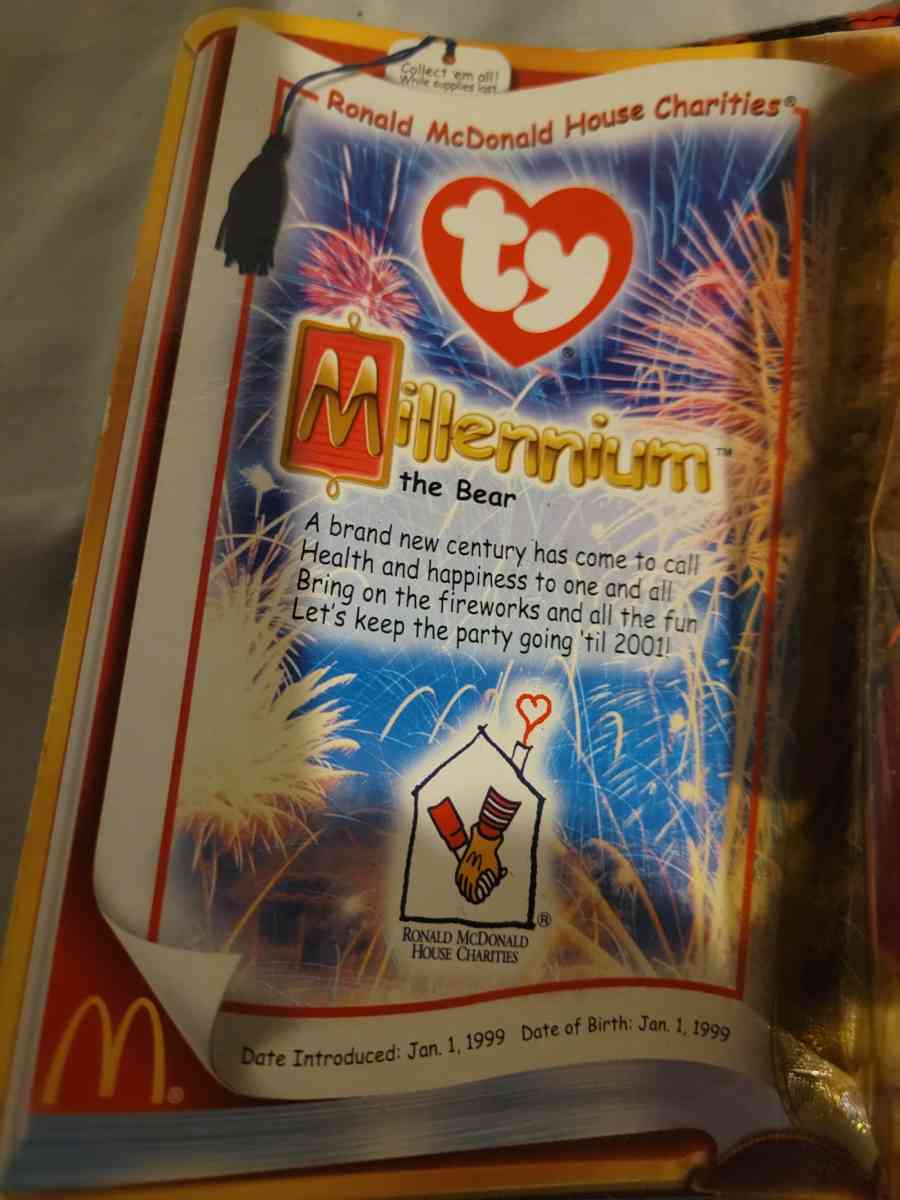 Collect 'em all!
While supplies last
Ronald McDonald House Charities®
ty®
Millennium™
the Bear
A brand new century has come to call
Health and happiness to one and all
Bring on the fireworks and all the fun
Let's keep the party going 'til 2001!
®
RONALD MCDONALD
HOUSE CHARITIES
Date Introduced: Jan. 1, 1999 Date of Birth: Jan. 1, 1999
M®